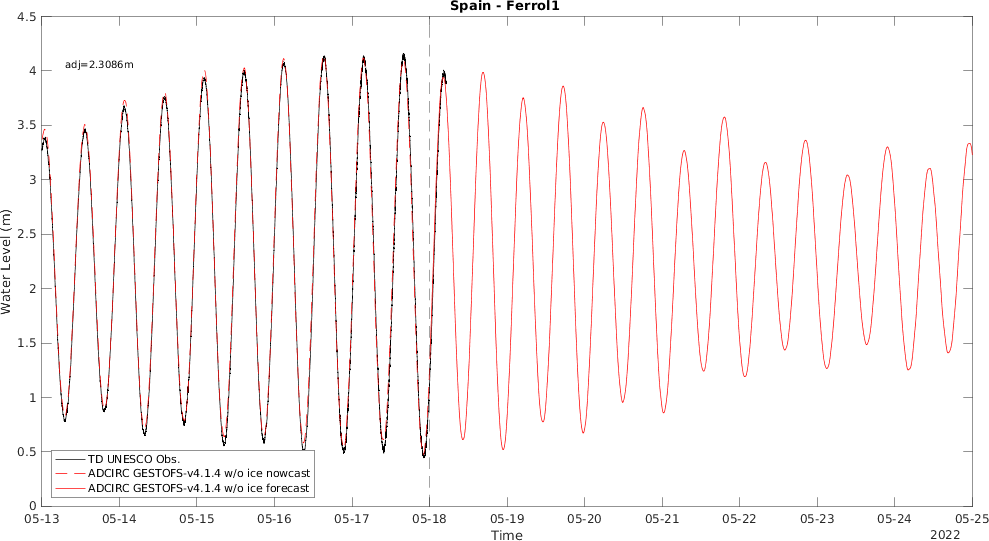 Spain - Ferrol1
adj=2.3086m
Water Level (m)
4.5
4
3.5
3
2.5
2
1.5
1
0.5
0
TD UNESCO Obs.
ADCIRC GESTOFS-v4.1.4 w/o ice nowcast
ADCIRC GESTOFS-v4.1.4 w/o ice forecast
05-13 05-14 05-15 05-16 05-17 05-18 05-19 05-20 05-21 05-22 05-23 05-24 05-25
Time
2022